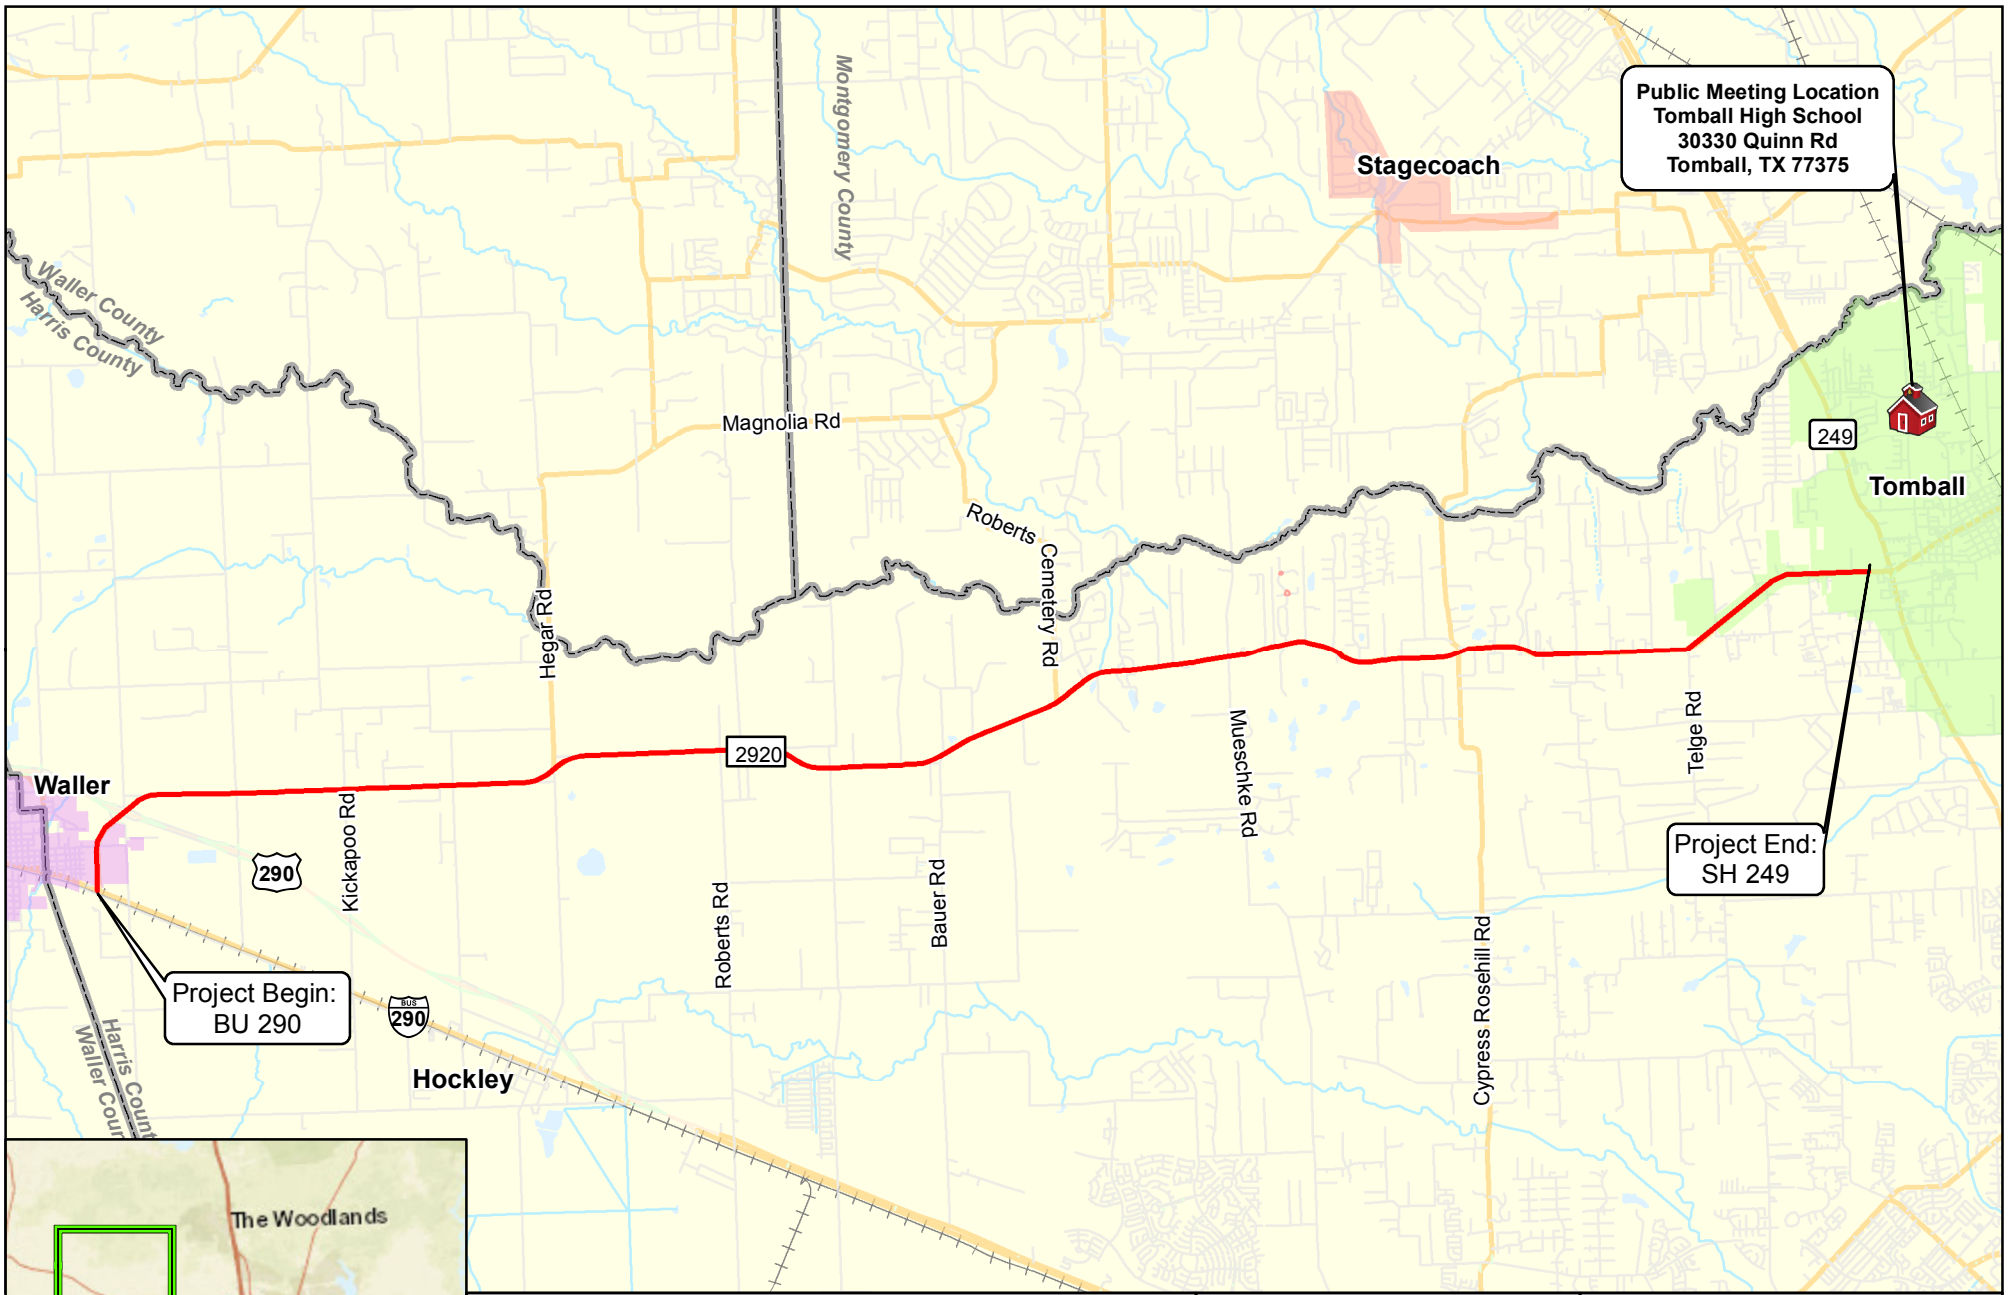 Public Meeting Location
Tomball High School
30330 Quinn Rd
Tomball, TX 77375
Montgomery County
Stagecoach
Waller County
Harris County
Magnolia Rd
249
Tomball
Roberts Cemetery Rd
Hegar Rd
2920
Waller
Kickapoo Rd
290
Roberts Rd
Bauer Rd
Mueschke Rd
Cypress Rosehill Rd
Telge Rd
Project End:
SH 249
Project Begin:
BU 290
BUS
290
Hockley
Harris Count
Waller Coun
The Woodlands